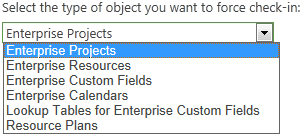 Select the type of object you want to force check-in:
Enterprise Projects
Enterprise Projects
Enterprise Resources
Enterprise Custom Fields
Enterprise Calendars
Lookup Tables for Enterprise Custom Fields
Resource Plans